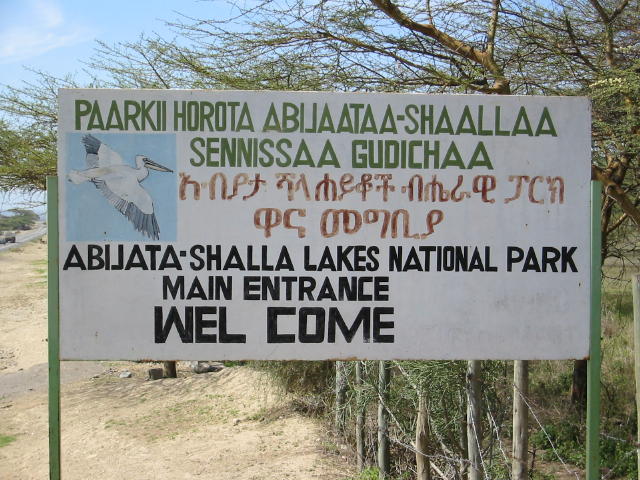 PAARKII HOROTA ABIJAATAA-SHAALLAA
SENNISSAA GUDICHAA
አ·ብያታ ሻላ ሐይቆች ብሔራዊ ፓርክ
ዋና መግቢያ
ABIJATA-SHALLA LAKES NATIONAL PARK
MAIN ENTRANCE
WEL COME